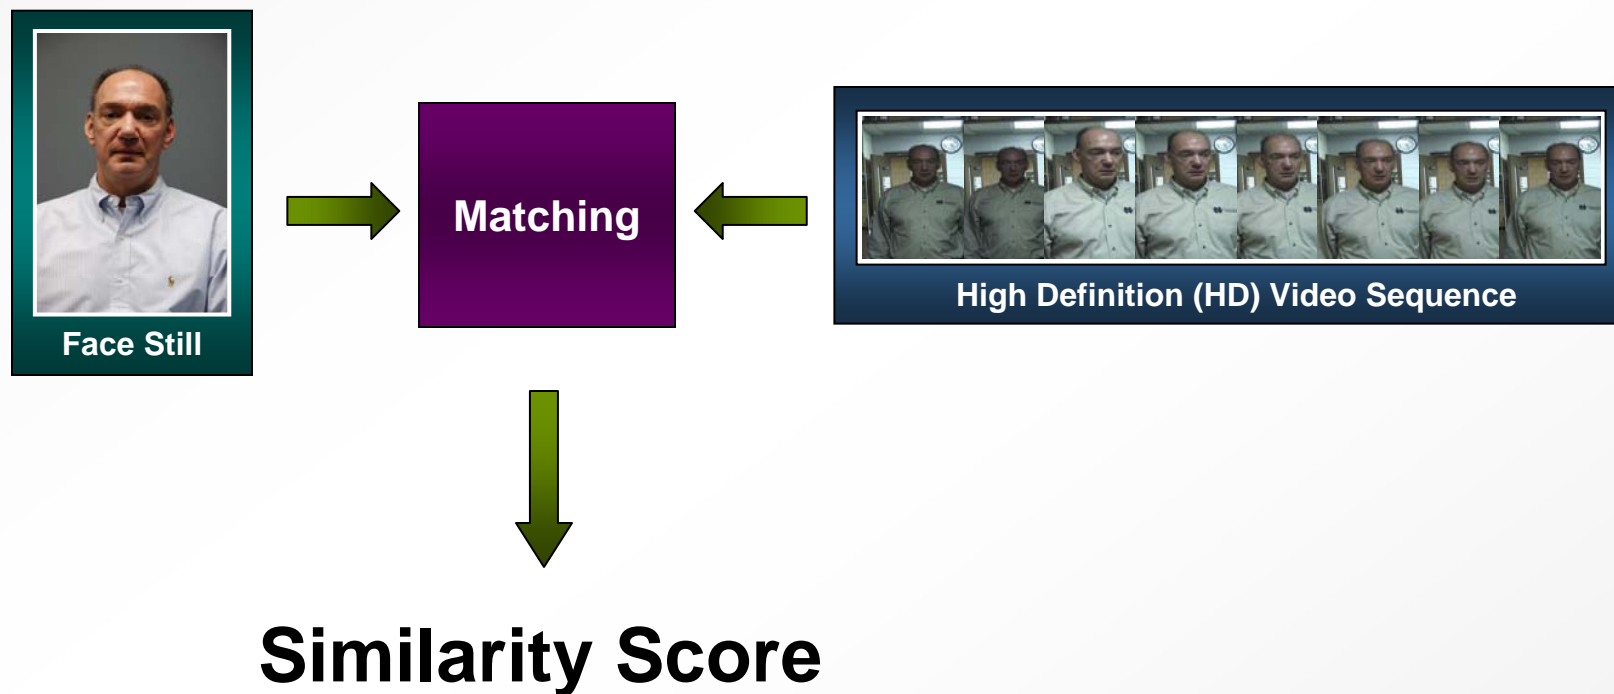 Face Still
Matching
High Definition (HD) Video Sequence
Similarity Score